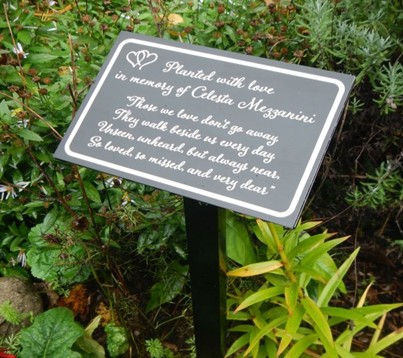 Planted with love
in memory of Celesta Mezzanini
"Those we love don't go away
They walk beside us every day
Unseen, unheard, but always near.
So loved, so missed, and very dear"